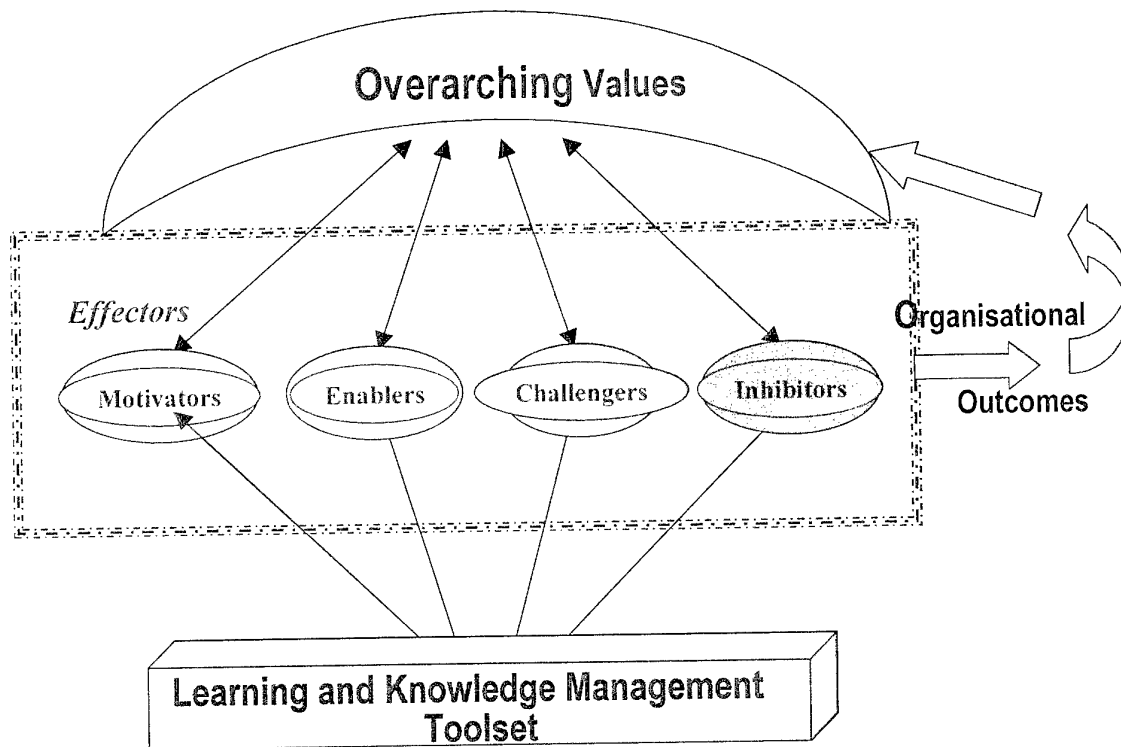 Overarching Values
Effectors
Motivators
Enablers
Challengers
Inhibitors
Organisational
Outcomes
Learning and Knowledge Management
Toolset